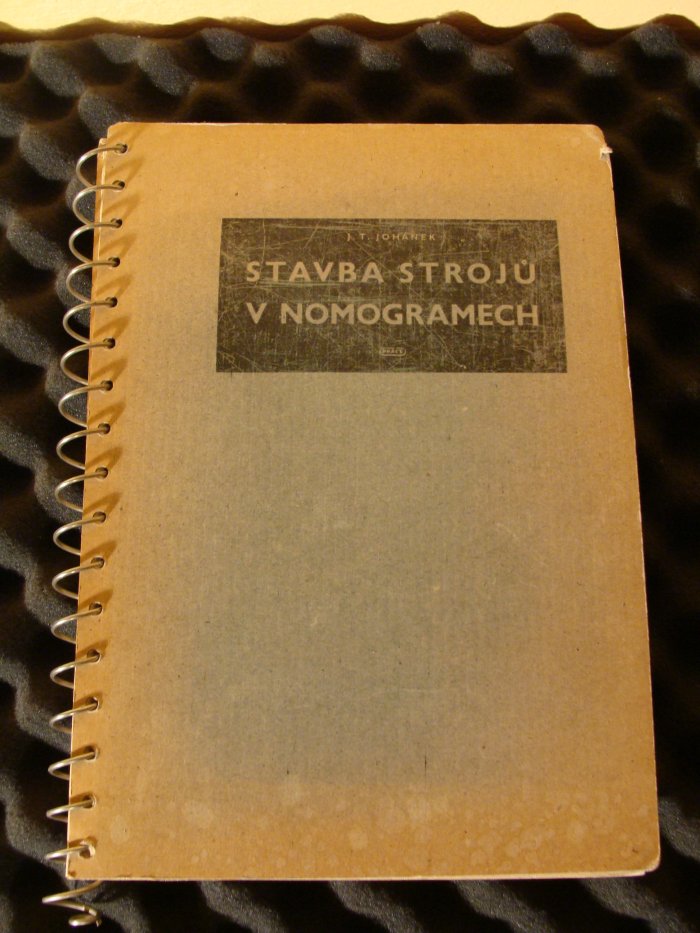 J. T. JOHÁNEK
STAVBA STROJŮ
V NOMOGRAMECH
PRÁCE